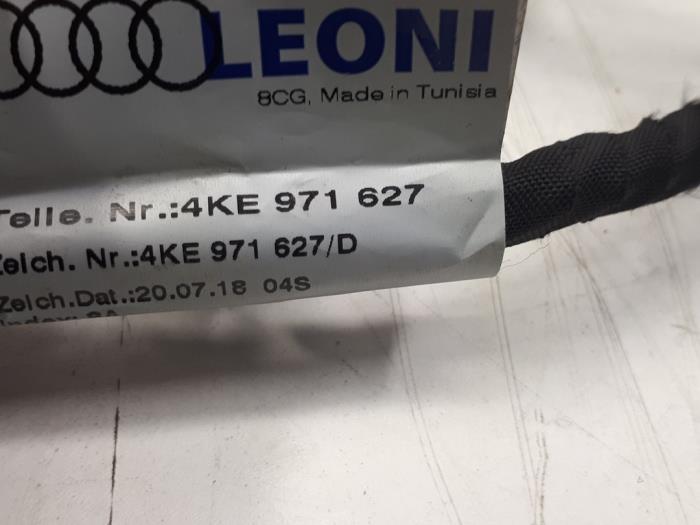 LEONI
8CG, Made in Tunisia
Teile. Nr.:4KE 971 627
Zeich. Nr.:4KE 971 627/D
Zeich.Dat.:20.07.18 04S